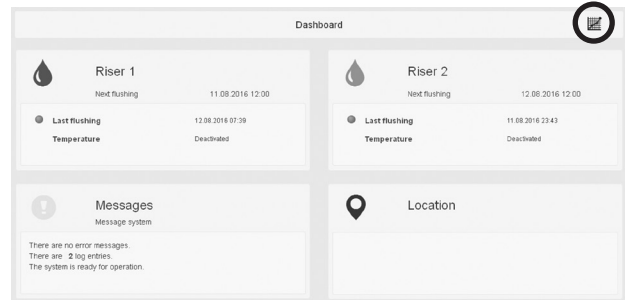 Dashboard
Riser 1
Next flushing 11.08.2016 12:00
Last flushing 12.08.2016 07:39
Temperature Deactivated
Riser 2
Next flushing 12.08.2016 12:00
Last flushing 11.08.2016 23:43
Temperature Deactivated
Messages
Message system
There are no error messages.
There are 2 log entries.
The system is ready for operation.
Location